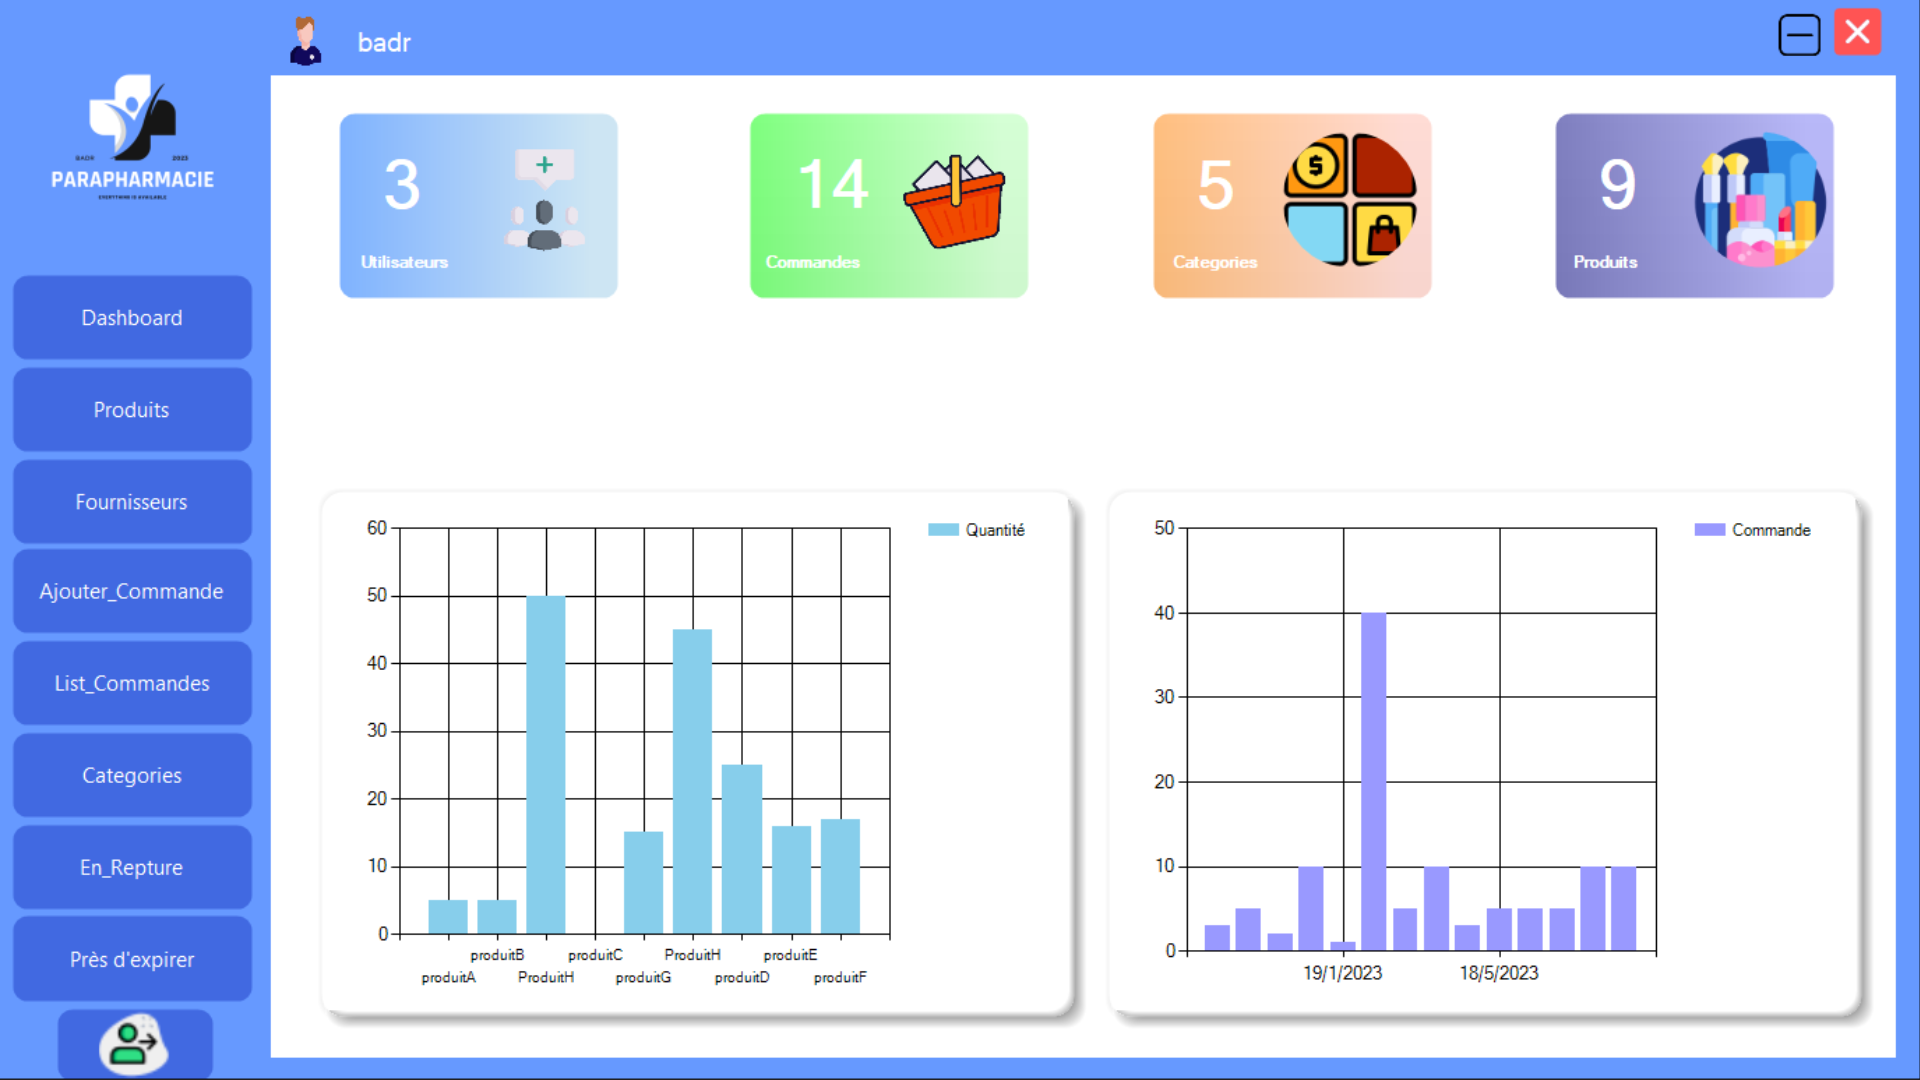 badr
BADR 2023
PARAPHARMACIE
EVERYTHING IS AVAILABLE
Dashboard
Produits
Fournisseurs
Ajouter_Commande
List_Commandes
Categories
En_Repture
Près d'expirer
3
Utilisateurs
14
Commandes
5
Categories
9
Produits
60
50
40
30
20
10
0
produitB produitC ProduitH produitE
produitA ProduitH produitG produitD produitF
Quantité
50
40
30
20
10
0
19/1/2023 18/5/2023
Commande